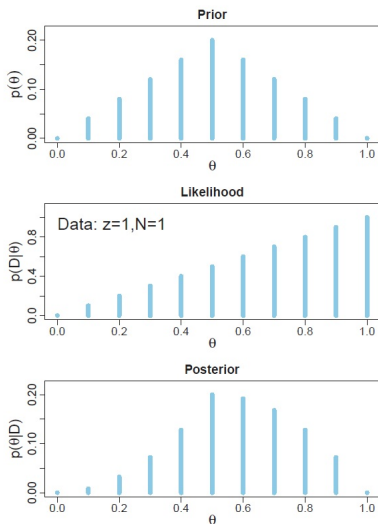 Prior
p(θ)
0.00 0.10 0.20
0.0 0.2 0.4 0.6 0.8 1.0
θ
Likelihood
Data: z=1,N=1
p(D|θ)
0.0 0.4 0.8
0.0 0.2 0.4 0.6 0.8 1.0
θ
Posterior
p(θ|D)
0.00 0.10 0.20
0.0 0.2 0.4 0.6 0.8 1.0
θ